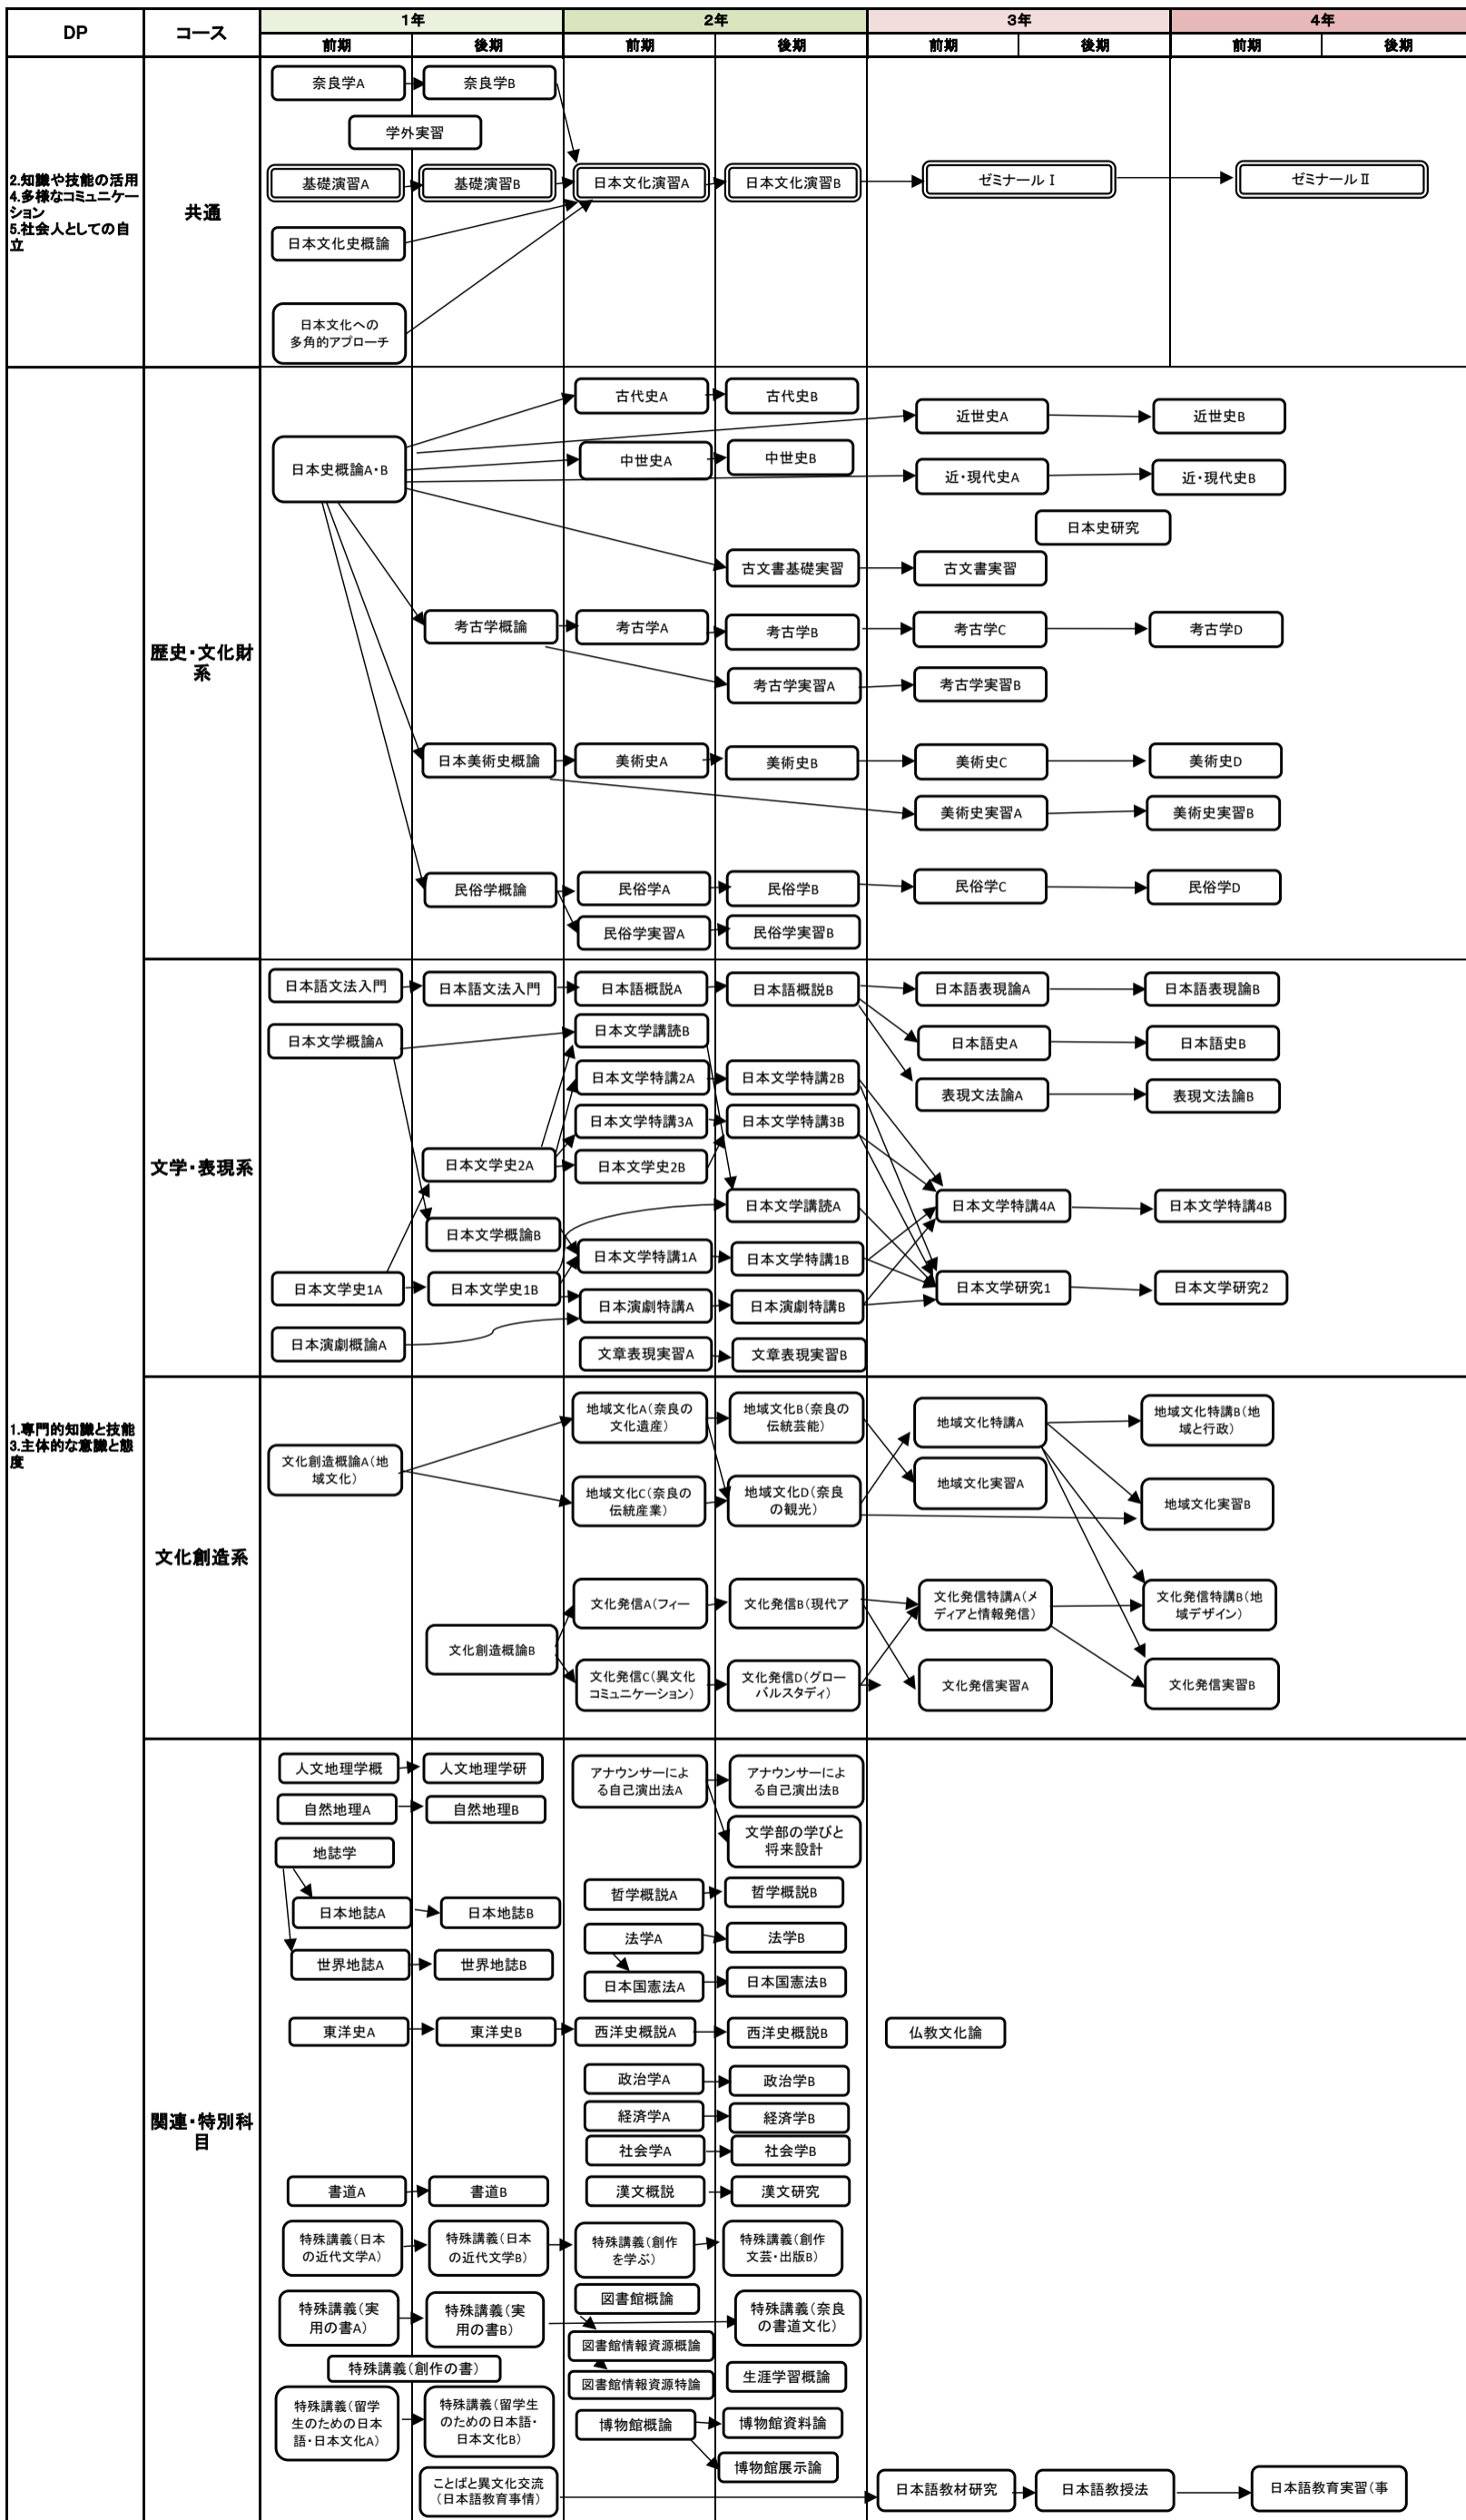 DP
コース
1年
2年
3年
4年
前期
後期
前期
後期
前期
後期
前期
後期
2.知識や技能の活用
4.多様なコミュニケー
ション
5.社会人としての自
立
共通
奈良学A
奈良学B
学外実習
基礎演習A
基礎演習B
日本文化演習A
日本文化演習B
ゼミナールⅠ
ゼミナールⅡ
日本文化史概論
日本文化への
多角的アプローチ
1.専門的知識と技能
3.主体的な意識と態
度
歴史・文化財
系
古代史A
古代史B
近世史A
近世史B
日本史概論A・B
中世史A
中世史B
近・現代史A
近・現代史B
日本史研究
古文書基礎実習
古文書実習
考古学概論
考古学A
考古学B
考古学C
考古学D
考古学実習A
考古学実習B
日本美術史概論
美術史A
美術史B
美術史C
美術史D
美術史実習A
美術史実習B
民俗学概論
民俗学A
民俗学B
民俗学C
民俗学D
民俗学実習A
民俗学実習B
文学・表現系
日本語文法入門
日本語文法入門
日本語概説A
日本語概説B
日本語表現論A
日本語表現論B
日本文学概論A
日本文学講読B
日本語史A
日本語史B
日本文学特講2A
日本文学特講2B
表現文法論A
表現文法論B
日本文学特講3A
日本文学特講3B
日本文学史2A
日本文学史2B
日本文学講読A
日本文学特講4A
日本文学特講4B
日本文学概論B
日本文学特講1A
日本文学特講1B
日本文学史1A
日本文学史1B
日本文学研究1
日本文学研究2
日本演劇特講A
日本演劇特講B
日本演劇概論A
文章表現実習A
文章表現実習B
文化創造系
文化創造概論A(地
域文化)
地域文化A(奈良の
文化遺産)
地域文化B(奈良の
伝統芸能)
地域文化特講A
地域文化特講B(地
域と行政)
地域文化C(奈良の
伝統産業)
地域文化D(奈良
の観光)
地域文化実習A
地域文化実習B
文化創造概論B
文化発信A(フィー
文化発信B(現代ア
文化発信特講A(メ
ディアと情報発信)
文化発信特講B(地
域デザイン)
文化発信C(異文化
コミュニケーション)
文化発信D(グロー
バルスタディ)
文化発信実習A
文化発信実習B
関連・特別科
目
人文地理学概
人文地理学研
アナウンサーによ
る自己演出法A
アナウンサーによ
る自己演出法B
自然地理A
自然地理B
地誌学
文学部の学びと
将来設計
哲学概説A
哲学概説B
日本地誌A
日本地誌B
法学A
法学B
世界地誌A
世界地誌B
日本国憲法A
日本国憲法B
東洋史A
東洋史B
西洋史概説A
西洋史概説B
仏教文化論
政治学A
政治学B
経済学A
経済学B
社会学A
社会学B
書道A
書道B
漢文概説
漢文研究
特殊講義(日本
の近代文学A)
特殊講義(日本
の近代文学B)
特殊講義(創作
を学ぶ)
特殊講義(創作
文芸・出版B)
特殊講義(実
用の書A)
特殊講義(実
用の書B)
図書館概論
特殊講義(奈良
の書道文化)
図書館情報資源概論
特殊講義(創作の書)
図書館情報資源特論
生涯学習概論
特殊講義(留学
生のための日本
語・日本文化A)
特殊講義(留学生
のための日本語・
日本文化B)
博物館概論
博物館資料論
博物館展示論
ことばと異文化交流
(日本語教育事情)
日本語教材研究
日本語教授法
日本語教育実習(事